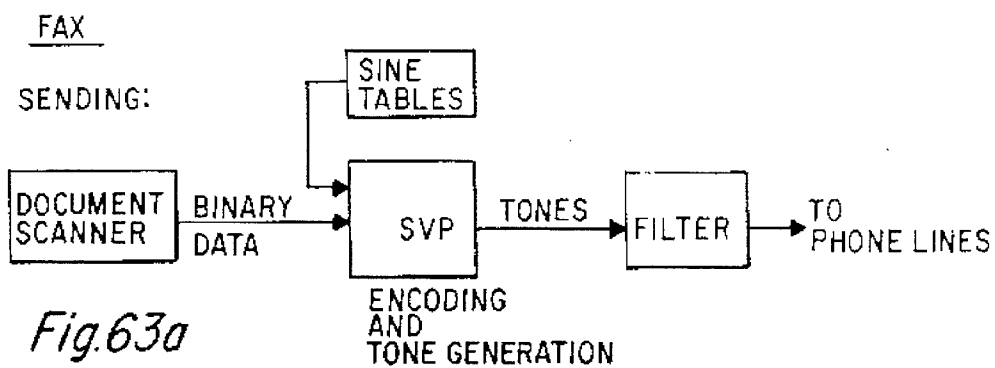 FAX
SENDING:
SINE
TABLES
DOCUMENT
SCANNER
BINARY
DATA
SVP
TONES
FILTER
TO
PHONE LINES
ENCODING
AND
TONE GENERATION
Fig.63a